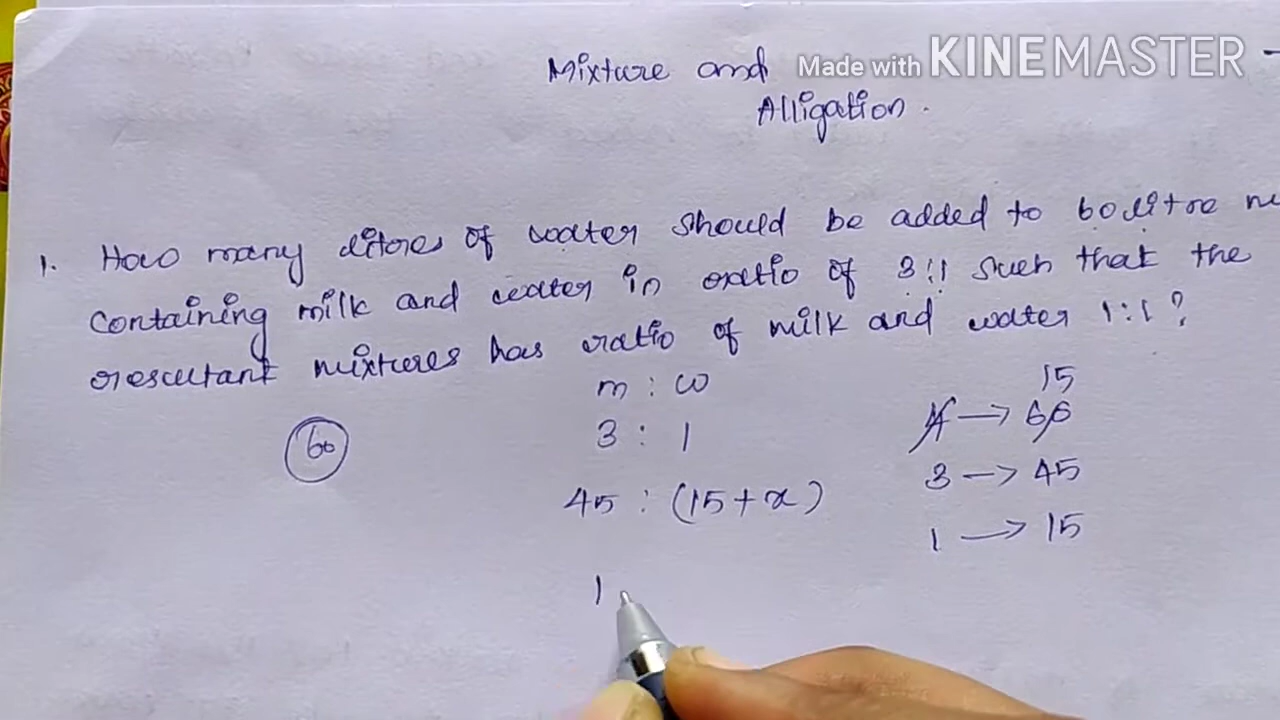 Mixture and
Made with KINEMASTER
Alligation.
1. How many litres of water should be added to 60 litre
containing milk and water in ratio of 3:1 such that the
resultant mixtures has ratio of milk and water 1:1?
m : w
15
4 → 60
3 : 1
60
3 → 45
45 : (15+x)
1 → 15
1